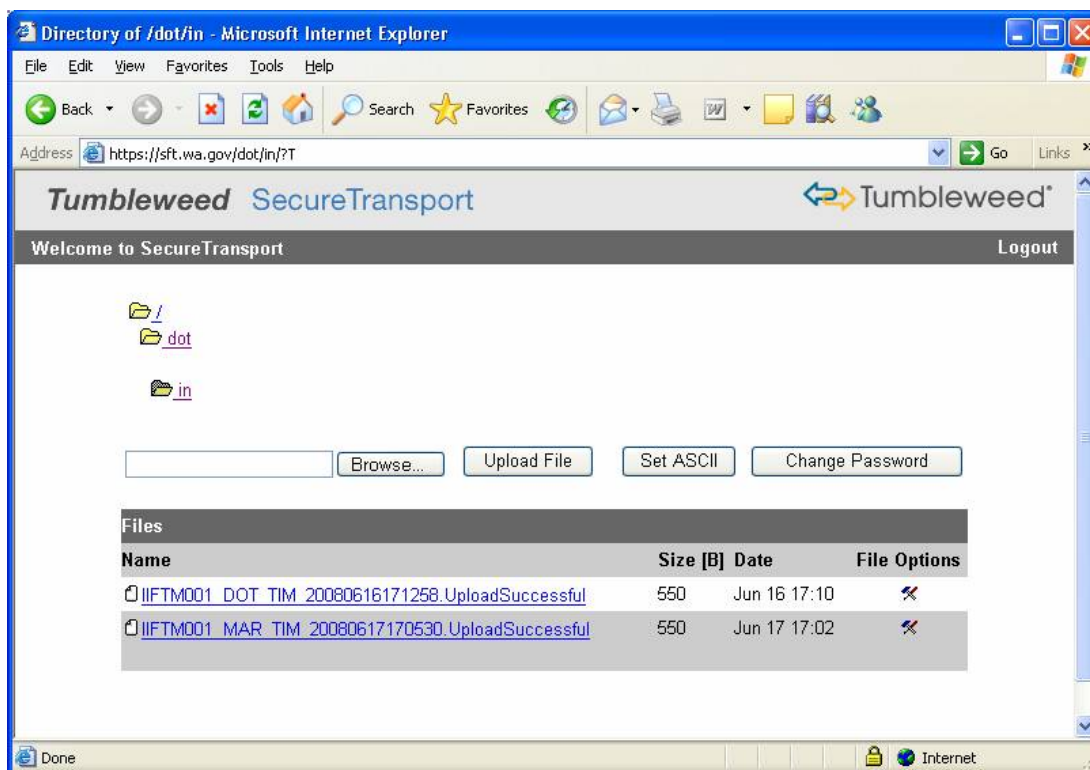 Directory of /dot/in - Microsoft Internet Explorer
File Edit View Favorites Tools Help
Back Search Favorites
Address https://sft.wa.gov/dot/in/?T Go Links »
Tumbleweed SecureTransport Tumbleweed®
Welcome to SecureTransport Logout
/
dot
in
Browse... Upload File Set ASCII Change Password
Files
Name Size [B] Date File Options
IIFTM001_DOT_TIM_20080616171258.UploadSuccessful 550 Jun 16 17:10
IIFTM001_MAR_TIM_20080617170530.UploadSuccessful 550 Jun 17 17:02
Done Internet